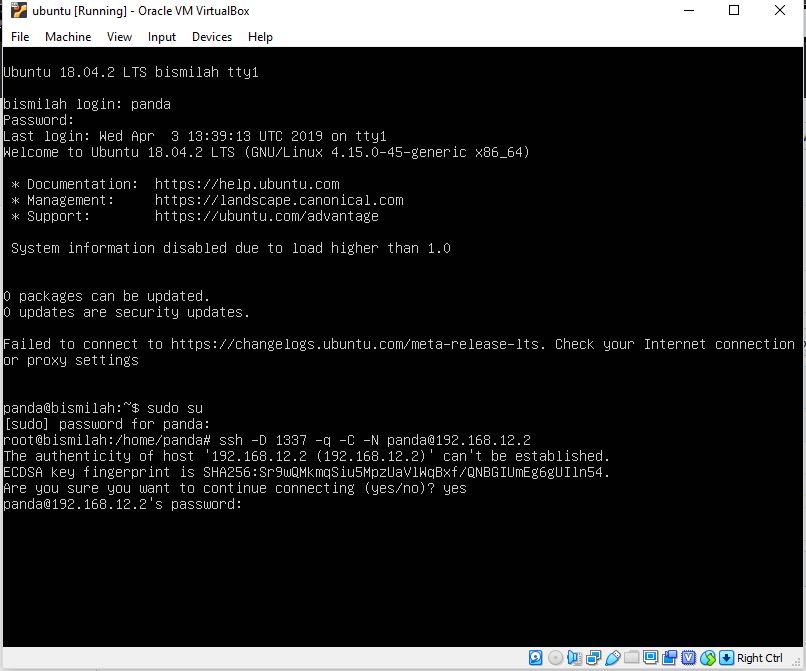 ubuntu [Running] - Oracle VM VirtualBox
File Machine View Input Devices Help
Ubuntu 18.04.2 LTS bismilah tty1
bismilah login: panda
Password:
Last login: Wed Apr  3 13:39:13 UTC 2019 on tty1
Welcome to Ubuntu 18.04.2 LTS (GNU/Linux 4.15.0-45-generic x86_64)
* Documentation:  https://help.ubuntu.com
* Management:     https://landscape.canonical.com
* Support:        https://ubuntu.com/advantage
System information disabled due to load higher than 1.0
0 packages can be updated.
0 updates are security updates.
Failed to connect to https://changelogs.ubuntu.com/meta-release-lts. Check your Internet connection
or proxy settings
panda@bismilah:~$ sudo su
[sudo] password for panda:
root@bismilah:/home/panda# ssh -D 1337 -q -C -N panda@192.168.12.2
The authenticity of host '192.168.12.2 (192.168.12.2)' can't be established.
ECDSA key fingerprint is SHA256:Sr9wQMkmqSiu5MpzUaVlWqBxf/QNBGIUmEg6gUIln54.
Are you sure you want to continue connecting (yes/no)? yes
panda@192.168.12.2's password:
Right Ctrl